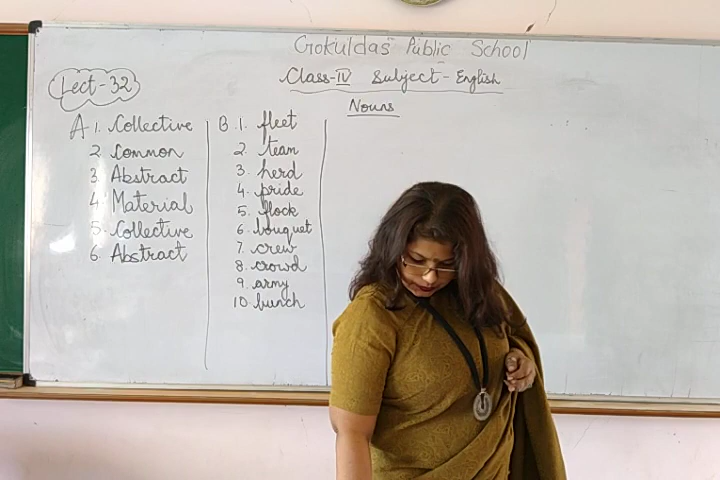 Gokuldas Public School
Lect-32
Class-IV Subject-English
Nouns
A 1. Collective
2. Common
3. Abstract
4. Material
5. Collective
6. Abstract
B.1. fleet
2. team
3. herd
4. pride
5. flock
6. bouquet
7. crew
8. crowd
9. army
10. bunch